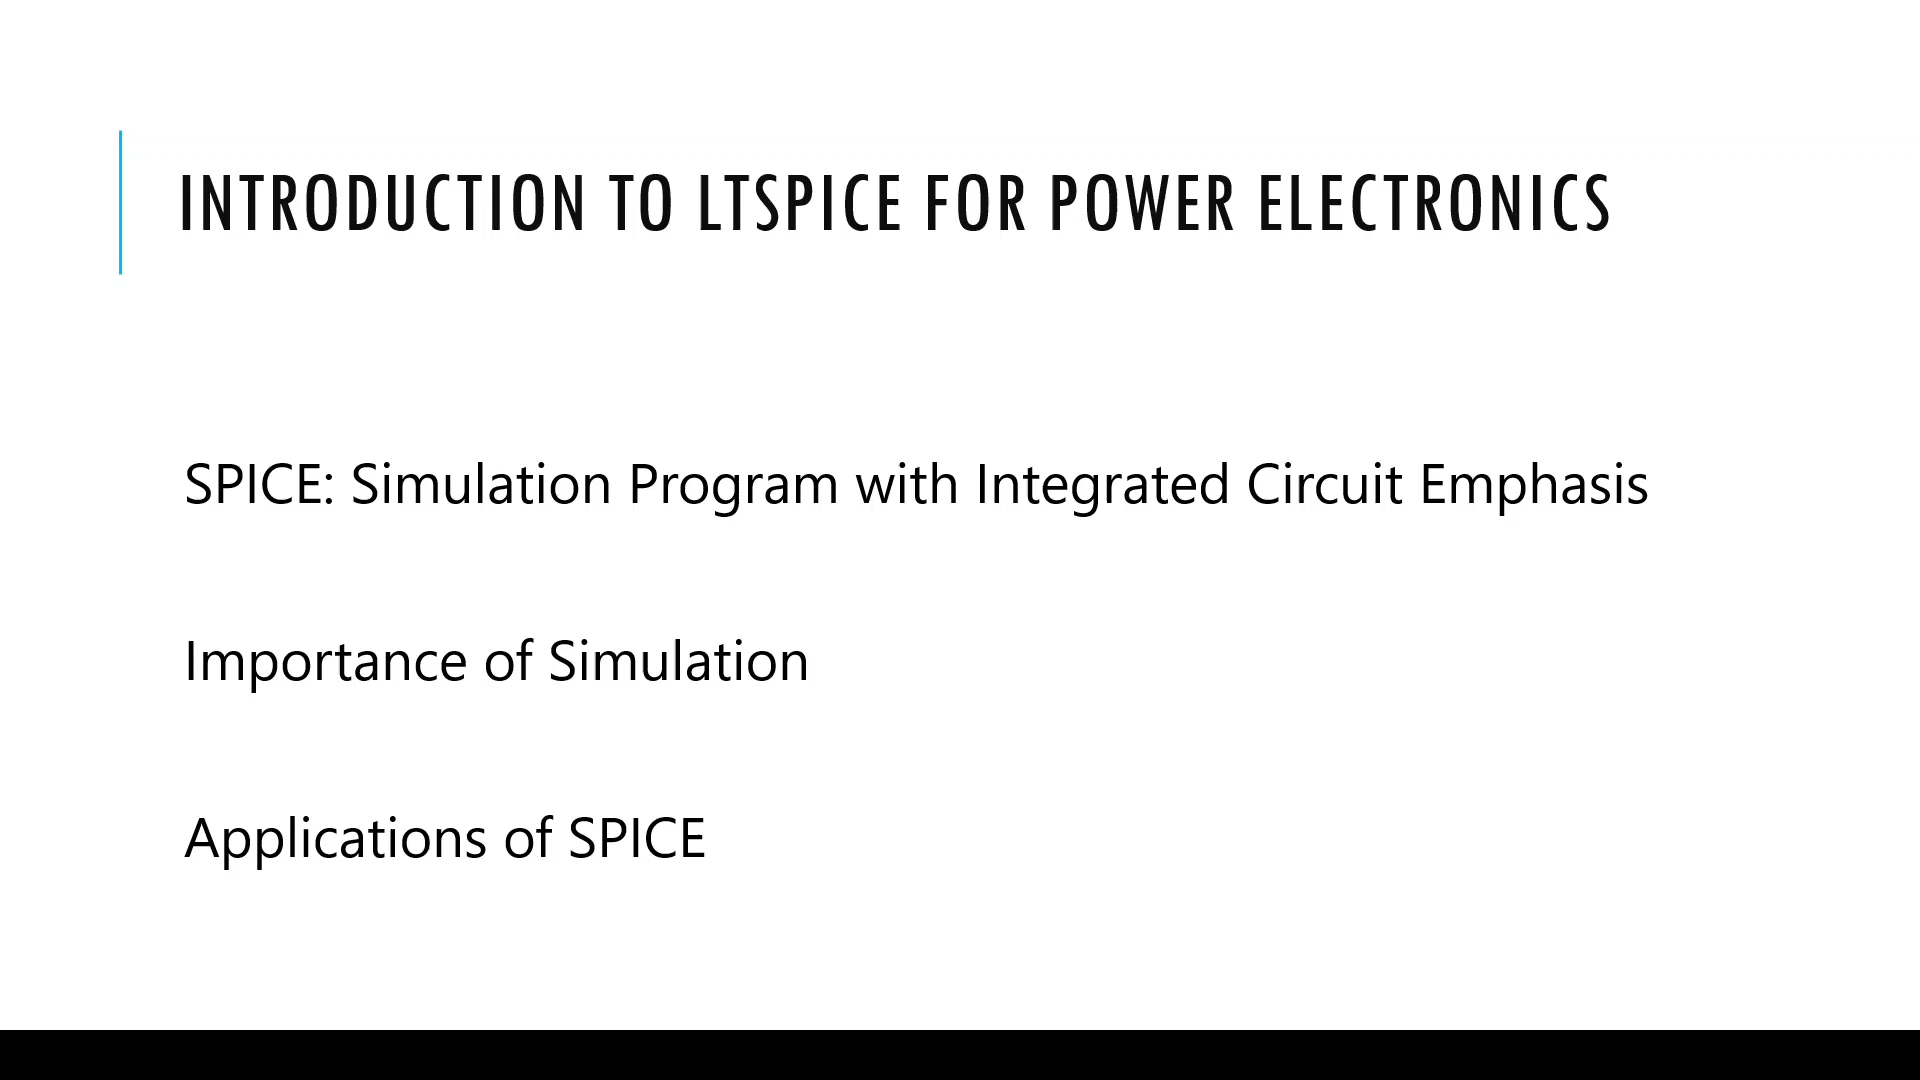 INTRODUCTION TO LTSPICE FOR POWER ELECTRONICS
SPICE: Simulation Program with Integrated Circuit Emphasis
Importance of Simulation
Applications of SPICE